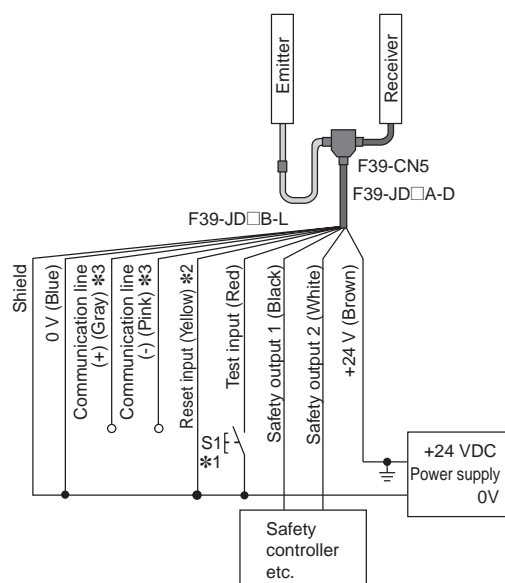 Emitter
Receiver
F39-CN5
F39-JD□A-D
F39-JD□B-L
Shield
0 V (Blue)
Communication line
(+) (Gray) *3
Communication line
(-) (Pink) *3
Reset input (Yellow) *2
Test input (Red)
Safety output 1 (Black)
Safety output 2 (White)
+24 V (Brown)
S1
*1
+24 VDC
Power supply
0V
Safety
controller
etc.